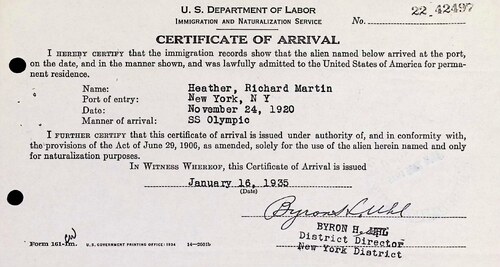 U. S. DEPARTMENT OF LABOR
IMMIGRATION AND NATURALIZATION SERVICE
No. 22 42497
CERTIFICATE OF ARRIVAL
I HEREBY CERTIFY that the immigration records show that the alien named below arrived at the port,
on the date, and in the manner shown, and was lawfully admitted to the United States of America for perma-
nent residence.
Name: Heather, Richard Martin
Port of entry: New York, N Y
Date: November 24, 1920
Manner of arrival: SS Olympic
I FURTHER CERTIFY that this certificate of arrival is issued under authority of, and in conformity with,
the provisions of the Act of June 29, 1906, as amended, solely for the use of the alien herein named and only
for naturalization purposes.
IN WITNESS WHEREOF, this Certificate of Arrival is issued
January 16, 1935
(Date)
Byron H. Uhl
BYRON H. UHL
District Director
New York District
Form 161
U. S. GOVERNMENT PRINTING OFFICE: 1934 14—2001b